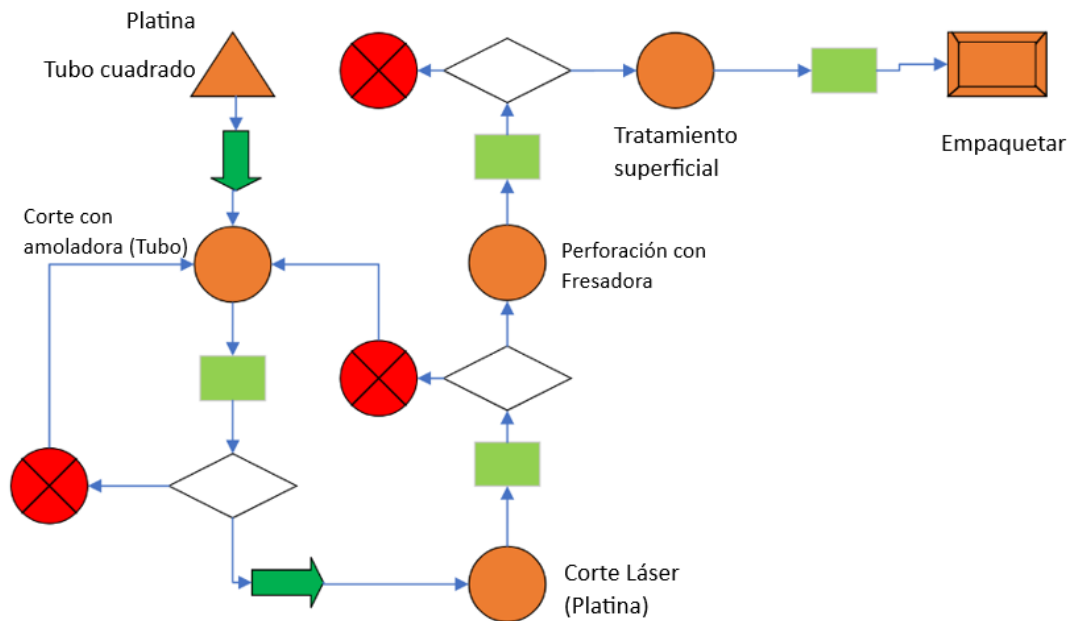 Platina
Tubo cuadrado
Corte con
amoladora (Tubo)
Corte Láser
(Platina)
Perforación con
Fresadora
Tratamiento
superficial
Empaquetar